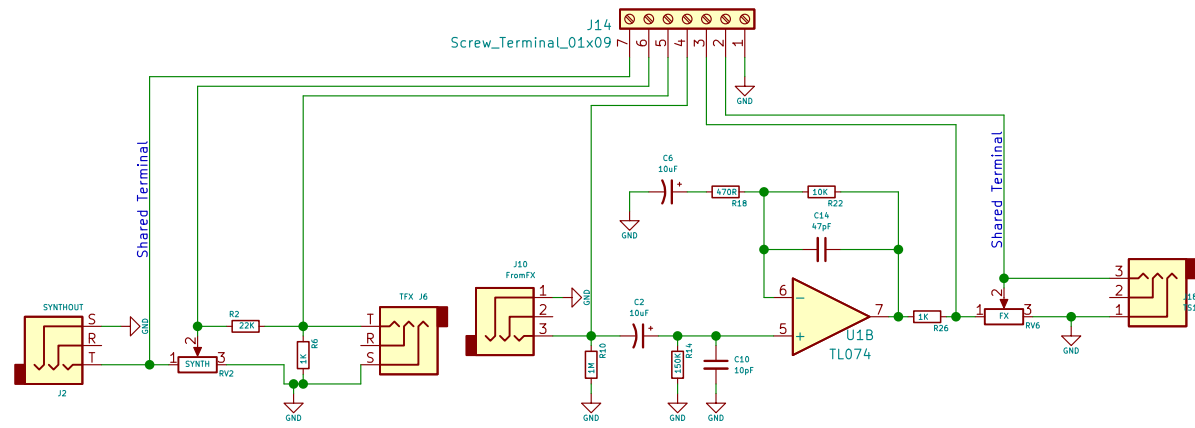 J14
Screw_Terminal_01x09
7
6
5
4
3
2
1
GND
Shared Terminal
Shared Terminal
C6
10uF
470R
R18
10K
R22
GND
C14
47pF
J10
FromFX
1
2
3
GND
SYNTHOUT
S
R
T
GND
J2
R2
22K
2
1
3
SYNTH
RV2
1K
R6
GND
TFX J6
T
R
S
C2
10uF
1M
R10
GND
150K
R14
GND
C10
10pF
GND
6
5
7
U1B
TL074
1K
R26
2
1
3
FX
RV6
GND
3
2
1